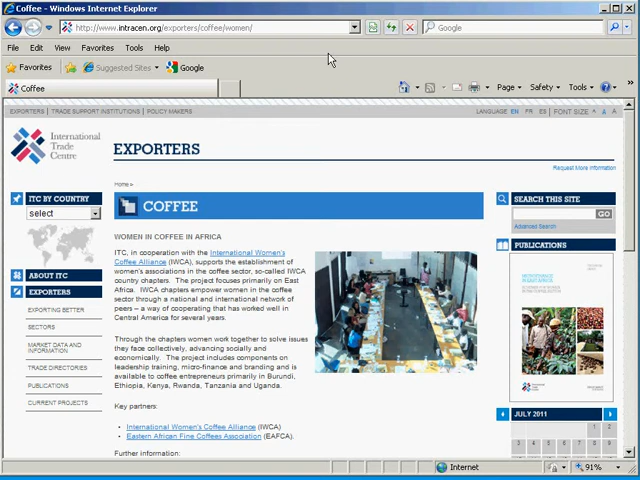 Coffee - Windows Internet Explorer
http://www.intracen.org/exporters/coffee/women/
Google
File Edit View Favorites Tools Help
Favorites Suggested Sites Google
Coffee
Page Safety Tools
EXPORTERS | TRADE SUPPORT INSTITUTIONS | POLICY MAKERS
LANGUAGE EN FR ES FONT SIZE A A A
International
Trade
Centre
EXPORTERS
Request More Information
Home>
ITC BY COUNTRY
select
ABOUT ITC
EXPORTERS
EXPORTING BETTER
SECTORS
MARKET DATA AND
INFORMATION
TRADE DIRECTORIES
PUBLICATIONS
CURRENT PROJECTS
COFFEE
WOMEN IN COFFEE IN AFRICA
ITC, in cooperation with the International Women's
Coffee Alliance (IWCA), supports the establishment of
women's associations in the coffee sector, so-called IWCA
country chapters. The project focuses primarily on East
Africa. IWCA chapters empower women in the coffee
sector through a national and international network of
peers – a way of cooperating that has worked well in
Central America for several years.
Through the chapters women work together to solve issues
they face collectively, advancing socially and
economically. The project includes components on
leadership training, micro-finance and branding and is
available to coffee entrepreneurs primarily in Burundi,
Ethiopia, Kenya, Rwanda, Tanzania and Uganda.
Key partners:
International Women's Coffee Alliance (IWCA)
Eastern African Fine Coffees Association (EAFCA).
Further information:
SEARCH THIS SITE
GO
Advanced Search
PUBLICATIONS
JULY 2011
1 2
3 4 5 6 7 8 9
Internet
91%